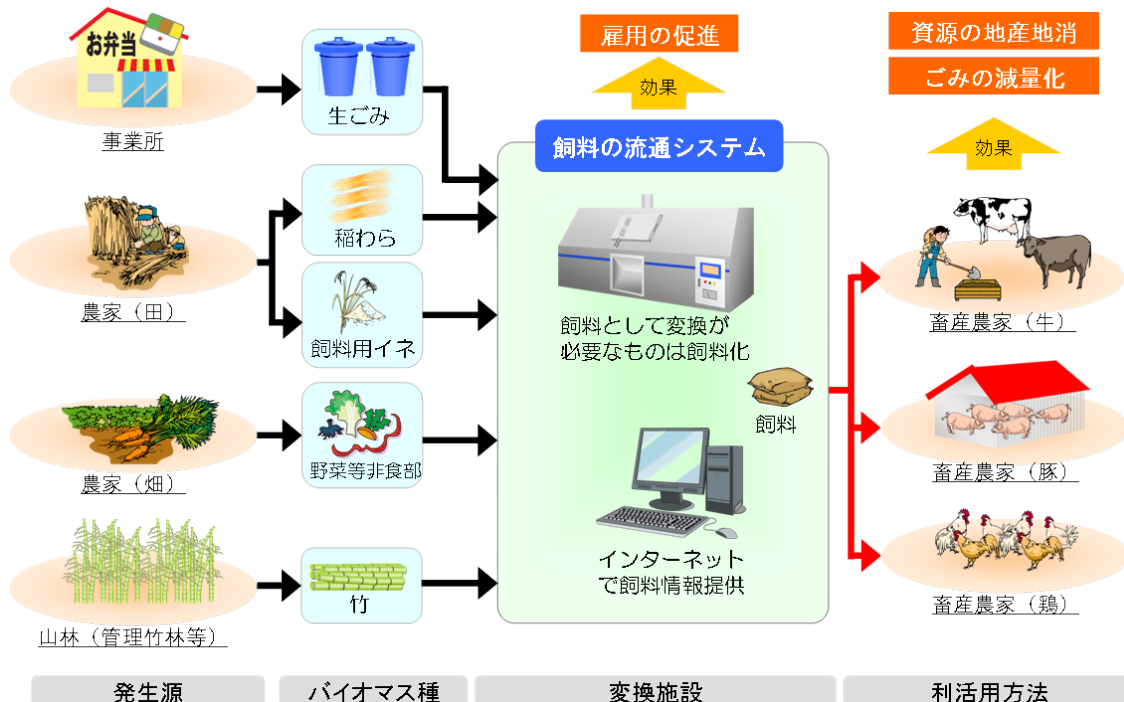 お弁当
事業所
農家（田）
農家（畑）
山林（管理竹林等）
発生源
生ごみ
稲わら
飼料用イネ
野菜等非食部
竹
バイオマス種
雇用の促進
効果
飼料の流通システム
飼料として変換が
必要なものは飼料化
飼料
インターネット
で飼料情報提供
変換施設
資源の地産地消
ごみの減量化
効果
畜産農家（牛）
畜産農家（豚）
畜産農家（鶏）
利活用方法